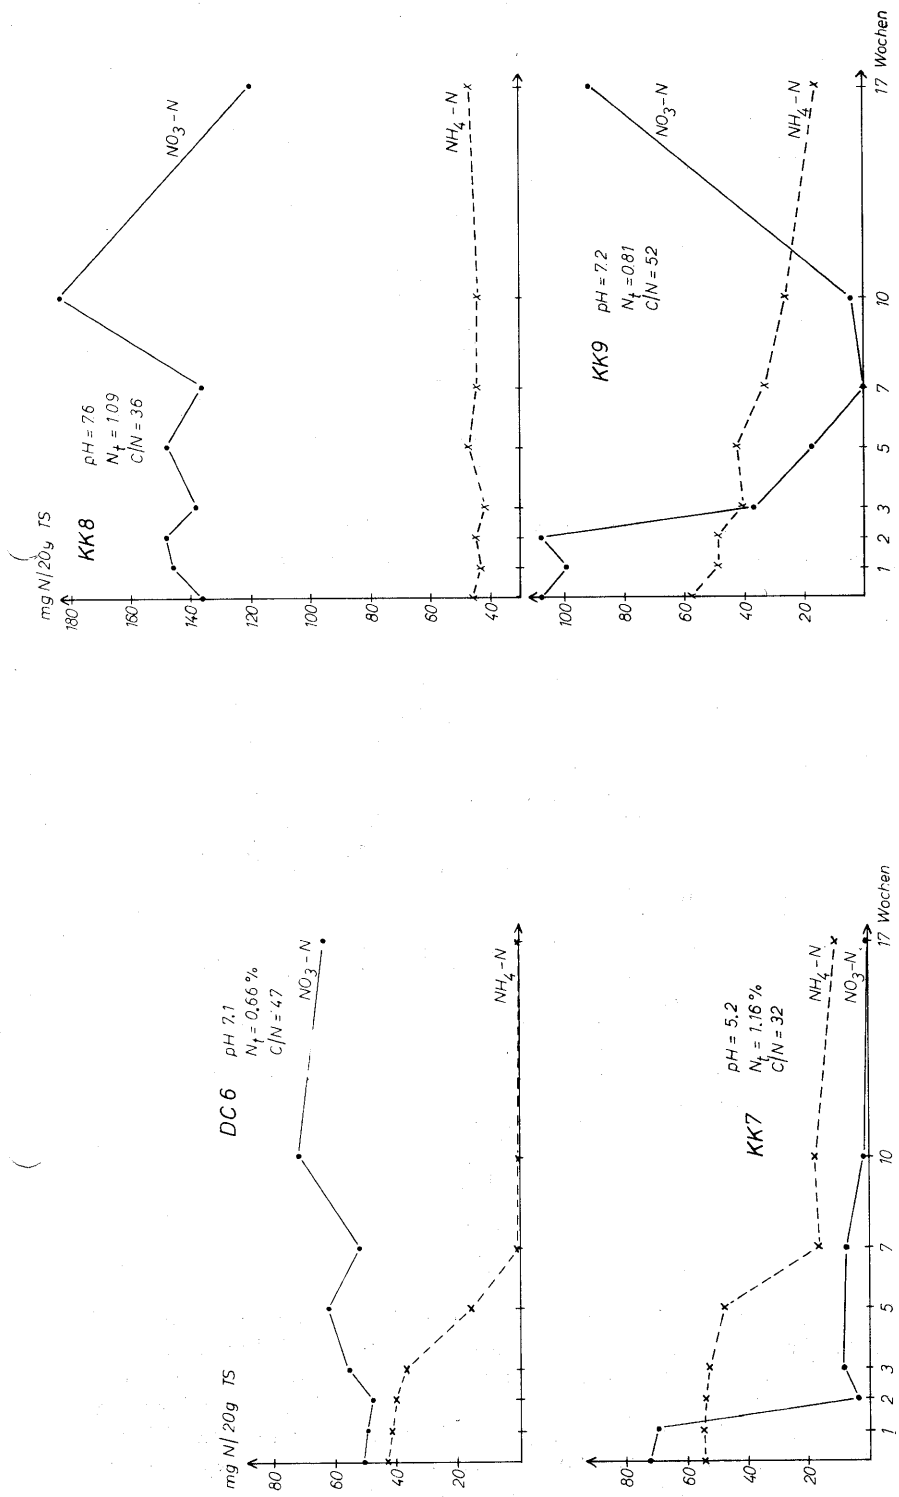 mg N/20g TS
DC6
pH 7.1
Nt = 0.66%
C/N = 47
NO3-N
NH4-N
80
60
40
20
KK7
pH = 5.2
Nt = 1.16%
C/N = 32
NH4-N
NO3-N
80
60
40
20
1 2 3 5 7 10 17 Wochen
mg N/20g TS
KK8
pH = 7.6
Nt = 1.09
C/N = 36
NO3-N
NH4-N
180
160
140
120
100
80
60
40
KK9
pH = 7.2
Nt = 0.81
C/N = 52
NO3-N
NH4-N
100
80
60
40
20
1 2 3 5 7 10 17 Wochen